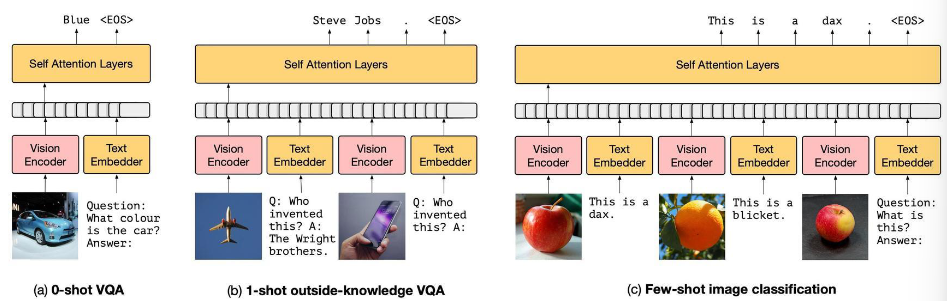 Blue <EOS>
Self Attention Layers
Vision
Encoder
Text
Embedder
Question:
What colour
is the car?
Answer:
(a) 0-shot VQA
Steve Jobs . <EOS>
Self Attention Layers
Vision
Encoder
Text
Embedder
Vision
Encoder
Text
Embedder
Q: Who
invented
this? A:
The Wright
brothers.
Q: Who
invented
this? A:
(b) 1-shot outside-knowledge VQA
This is a dax . <EOS>
Self Attention Layers
Vision
Encoder
Text
Embedder
Vision
Encoder
Text
Embedder
Vision
Encoder
Text
Embedder
This is a
dax.
This is a
blicket.
Question:
What is
this?
Answer:
(c) Few-shot image classification